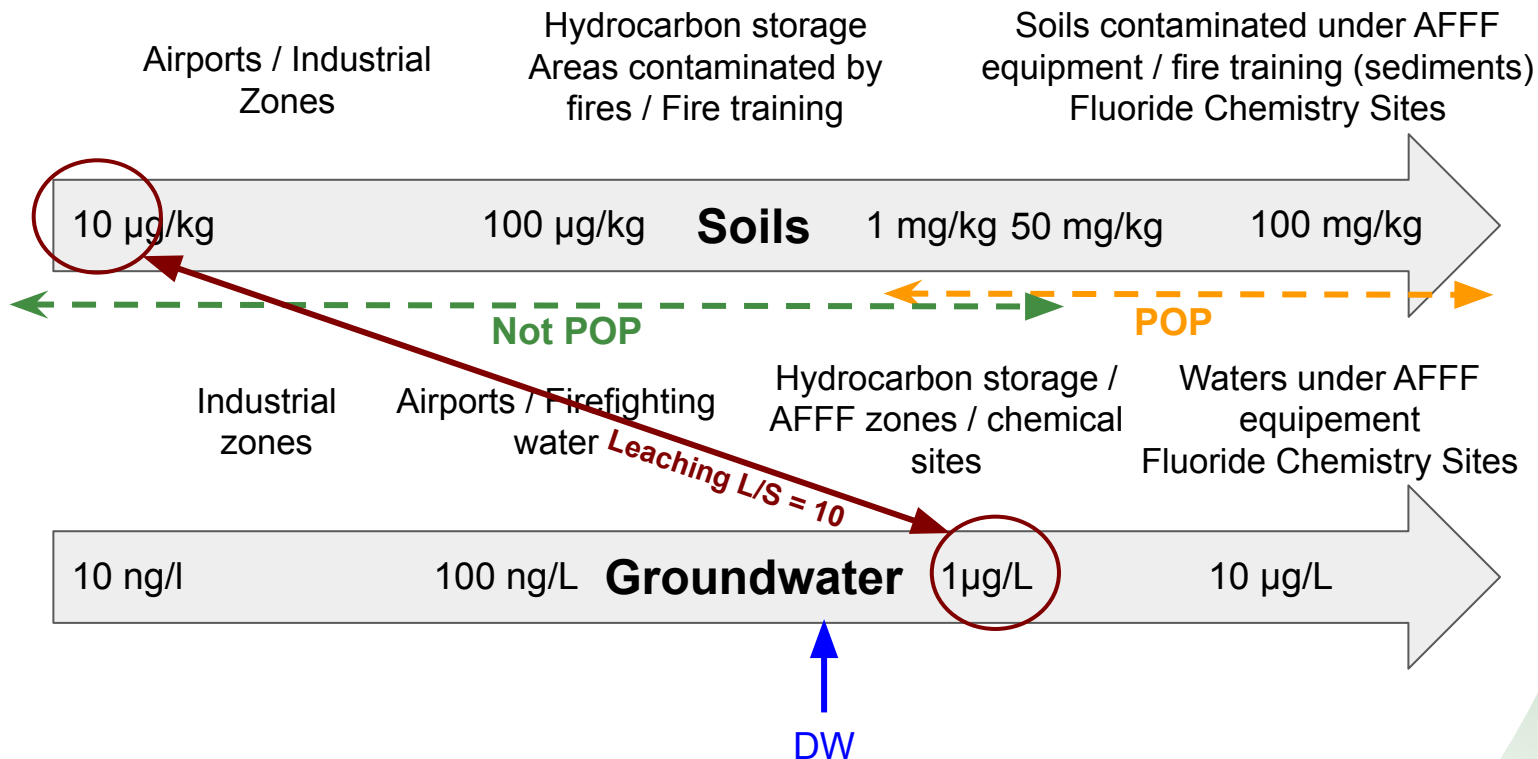 Airports / Industrial
Zones
Hydrocarbon storage
Areas contaminated by
fires / Fire training
Soils contaminated under AFFF
equipment / fire training (sediments)
Fluoride Chemistry Sites
10 µg/kg
100 µg/kg
Soils
1 mg/kg
50 mg/kg
100 mg/kg
Not POP
POP
Industrial
zones
Airports / Firefighting
water
Leaching L/S = 10
Hydrocarbon storage /
AFFF zones / chemical
sites
Waters under AFFF
equipement
Fluoride Chemistry Sites
10 ng/l
100 ng/L
Groundwater
1µg/L
10 µg/L
DW